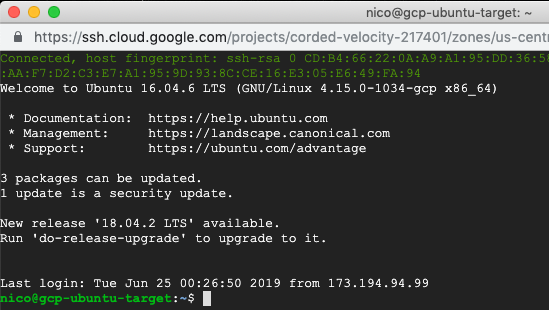 nico@gcp-ubuntu-target: ~
https://ssh.cloud.google.com/projects/corded-velocity-217401/zones/us-centr
Connected, host fingerprint: ssh-rsa 0 CD:B4:66:22:0A:A9:A1:95:DD:36:5
:AA:F7:D2:C3:E7:A1:95:9D:93:8C:CE:16:E3:05:E6:49:FA:94
Welcome to Ubuntu 16.04.6 LTS (GNU/Linux 4.15.0-1034-gcp x86_64)
* Documentation: https://help.ubuntu.com
* Management: https://landscape.canonical.com
* Support: https://ubuntu.com/advantage
3 packages can be updated.
1 update is a security update.
New release '18.04.2 LTS' available.
Run 'do-release-upgrade' to upgrade to it.
Last login: Tue Jun 25 00:26:50 2019 from 173.194.94.99
nico@gcp-ubuntu-target:~$